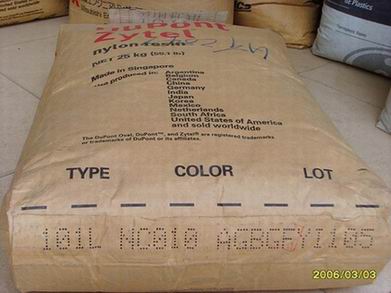 DuPont
Zytel
nylon resin
NET 25 kg (55.1 lb)
Made in Singapore
Also produced in: Argentina
Belgium
Canada
China
Germany
India
Japan
Korea
Mexico
Netherlands
South Africa
United States of America
and sold worldwide
The DuPont Oval, DuPont™, and Zytel® are registered trademarks
or trademarks of DuPont or its affiliates.
TYPE COLOR LOT
101L NC010 AGBGEY1105
2006/03/03